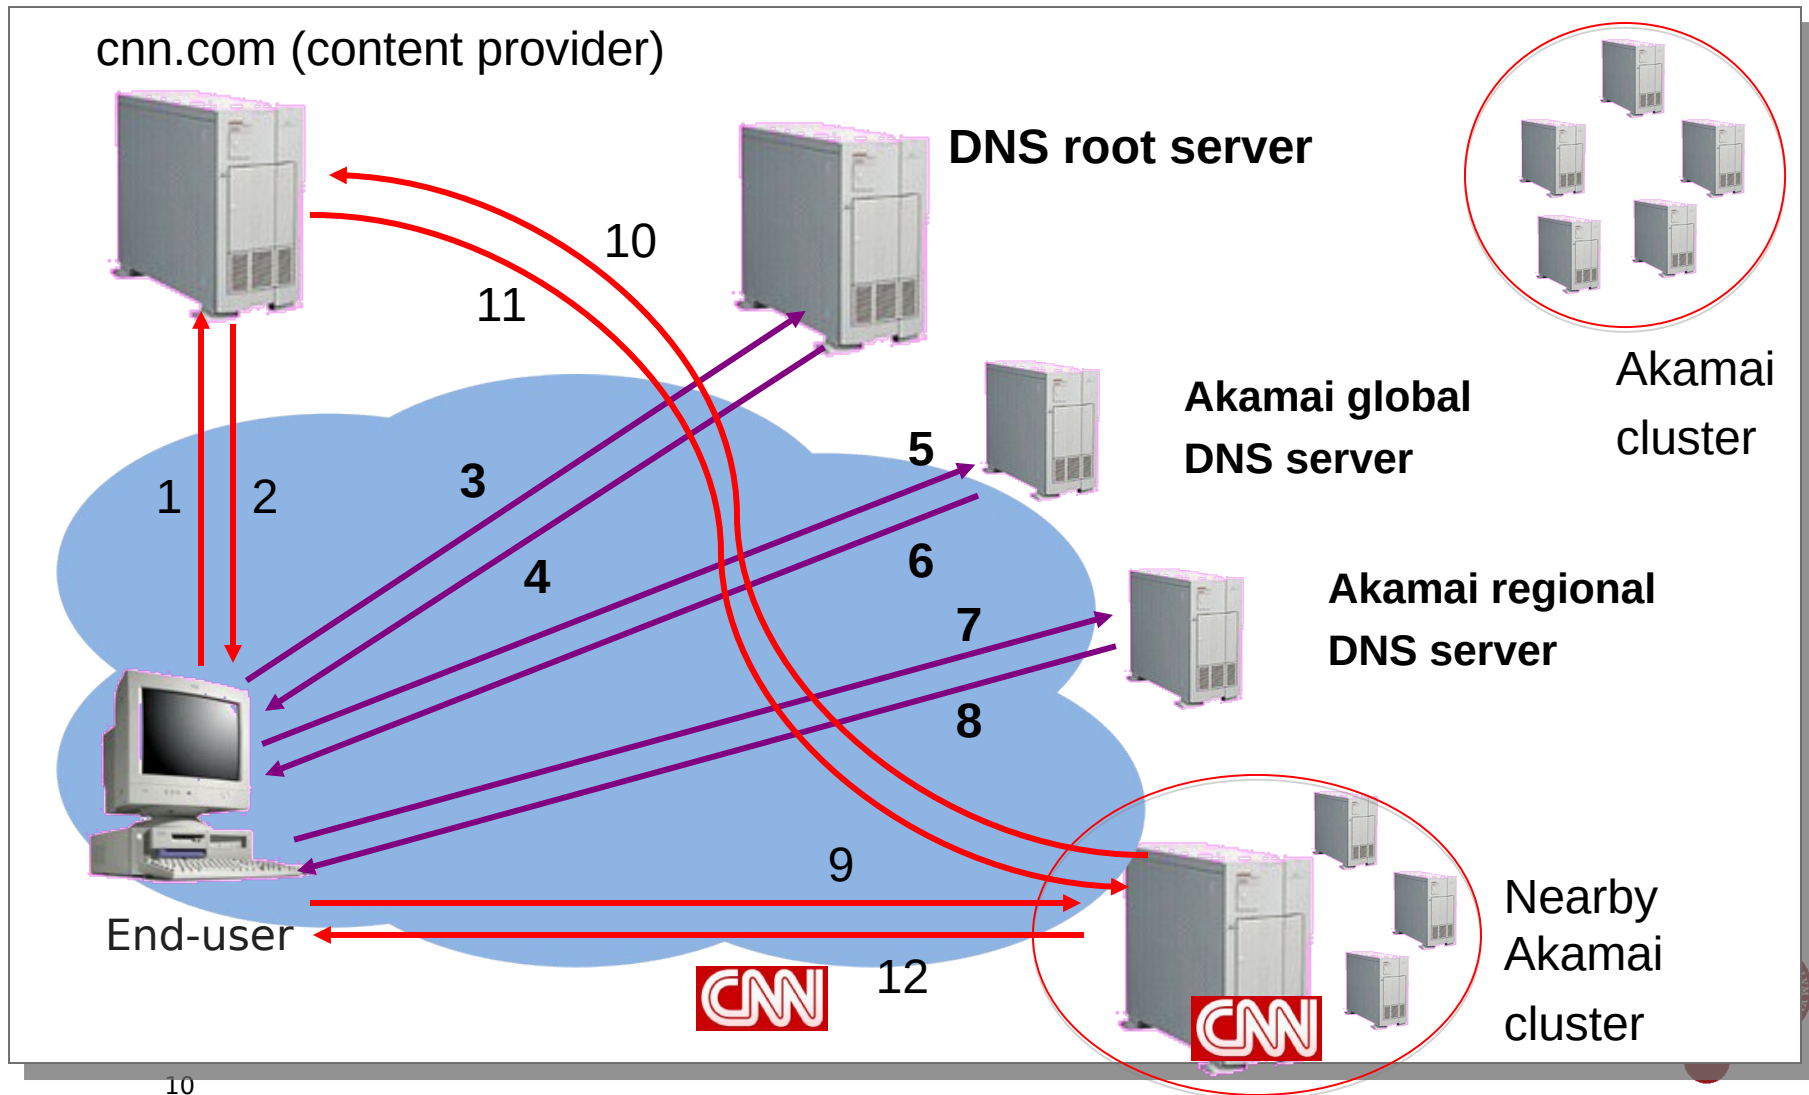 cnn.com (content provider)
DNS root server
10
11
Akamai
cluster
Akamai global
DNS server
5
3
1
2
6
4
Akamai regional
DNS server
7
8
9
Nearby
Akamai
cluster
End-user
12
CNN
CNN
10